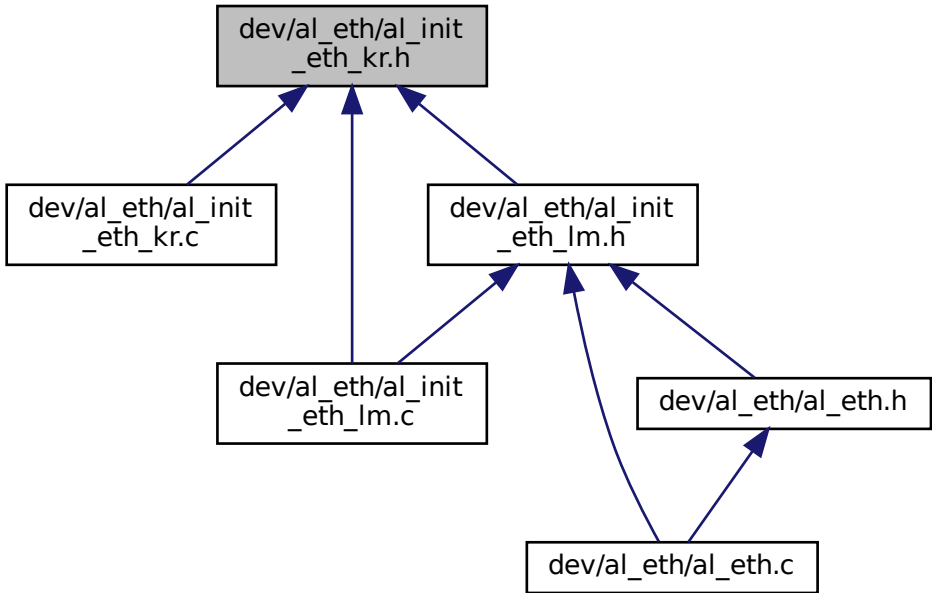 dev/al_eth/al_init
_eth_kr.h
dev/al_eth/al_init
_eth_kr.c
dev/al_eth/al_init
_eth_lm.h
dev/al_eth/al_init
_eth_lm.c
dev/al_eth/al_eth.h
dev/al_eth/al_eth.c